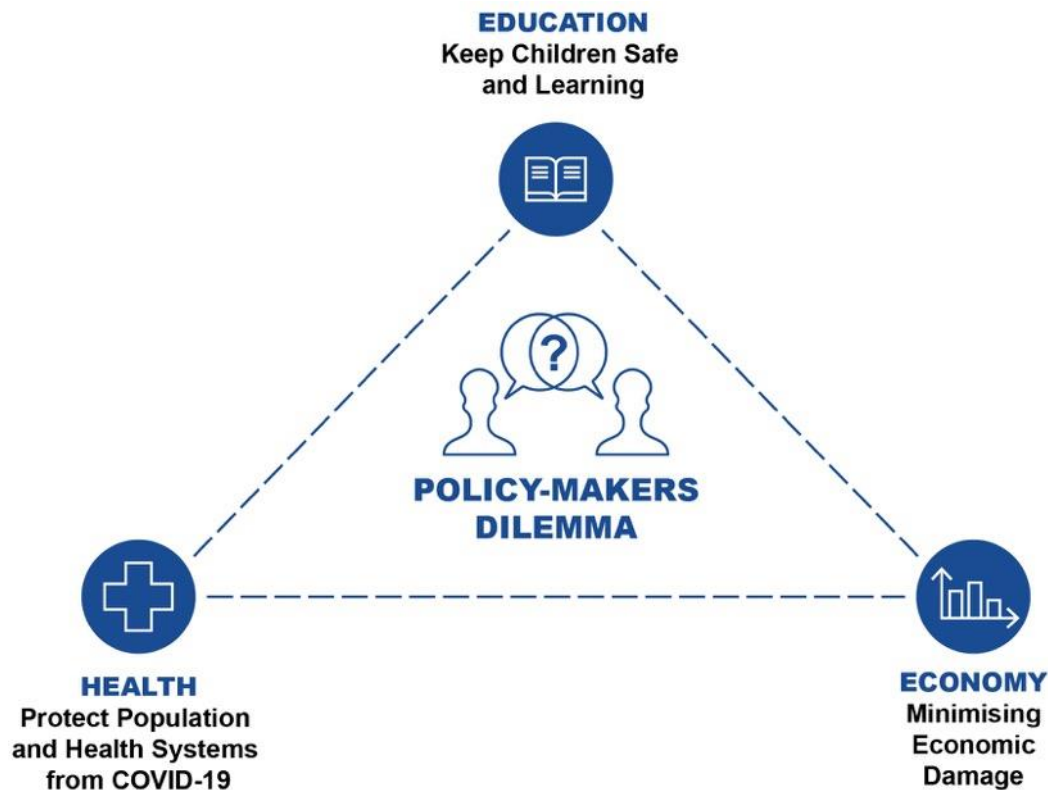 EDUCATION
Keep Children Safe
and Learning
?
POLICY-MAKERS
DILEMMA
HEALTH
Protect Population
and Health Systems
from COVID-19
ECONOMY
Minimising
Economic
Damage